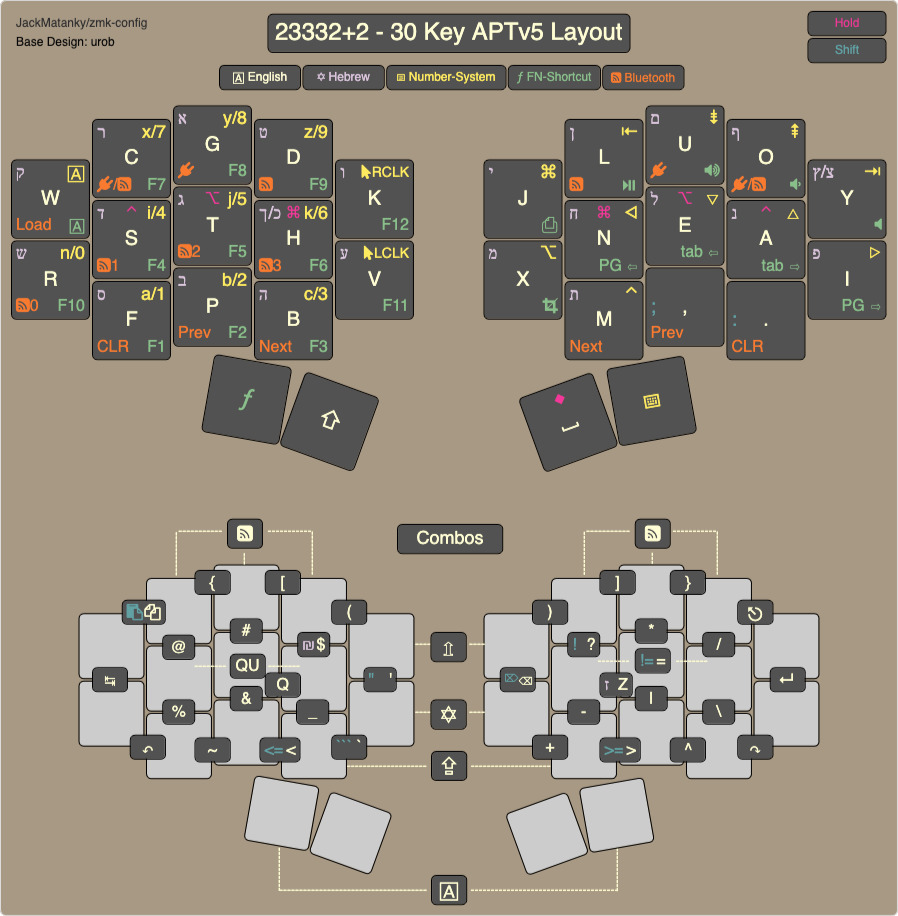 JackMatanky/zmk-config
Base Design: urob
23332+2 - 30 Key APTv5 Layout
Hold
Shift
English
Hebrew
Number-System
FN-Shortcut
Bluetooth
ק
W
Load
ר x/7
C
F7
א y/8
G
F8
ט z/9
D
F9
ו RCLK
K
F12
ן
L
ם
U
ף
O
י ⌘
J
צ/ץ
Y
ש n/0
R
0 F10
ד ^ i/4
S
1 F4
ג ⌥ j/5
T
2 F5
כ/ך ⌘ k/6
H
3 F6
ע LCLK
V
F11
מ ⌥
X
ח ⌘
N
PG ⇦
ל ⌥
E
tab ⇦
נ ^
A
tab ⇨
פ
I
PG ⇨
ס a/1
F
CLR F1
ב b/2
P
Prev F2
ה c/3
B
Next F3
ת ^
M
Next
; ,
Prev
: .
CLR
ƒ
Combos
{ [ ( ) ] }
@ # ₪ $ ! ? * /
QU !== =
Q " ' ז Z
% & _ - | \
~ <= < ``` ` + >= > ^
A